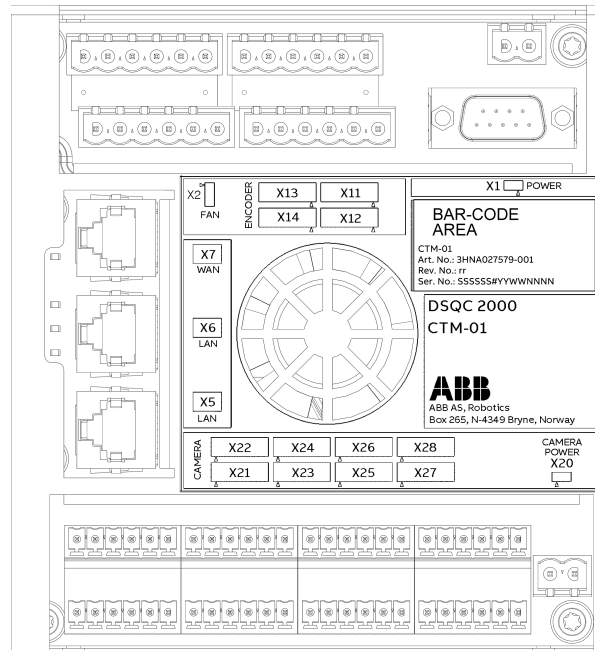 X2
FAN
ENCODER
X13
X11
X14
X12
X1
POWER
BAR-CODE
AREA
CTM-01
Art. No.: 3HNA027579-001
Rev. No.: rr
Ser. No.: SSSSSS#YYWWNNNN
X7
WAN
X6
LAN
X5
LAN
DSQC 2000
CTM-01
ABB
ABB AS, Robotics
Box 265, N-4349 Bryne, Norway
CAMERA
X22
X24
X26
X28
X21
X23
X25
X27
CAMERA
POWER
X20